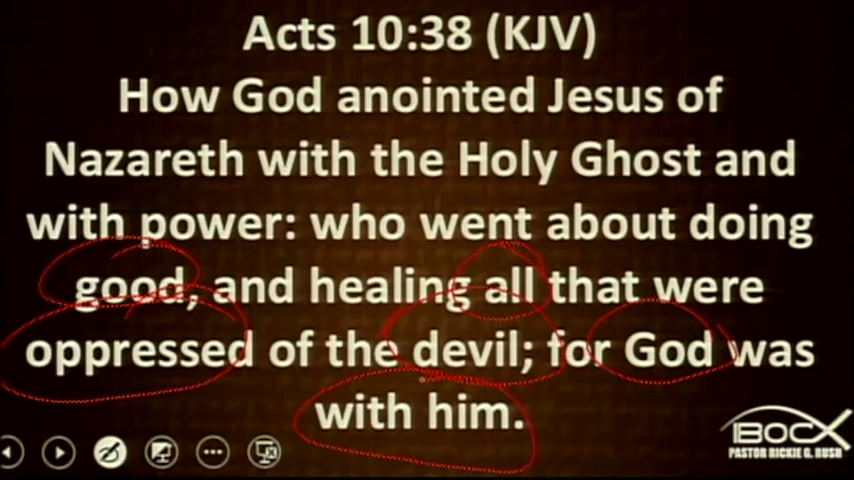 Acts 10:38 (KJV)
How God anointed Jesus of
Nazareth with the Holy Ghost and
with power: who went about doing
good, and healing all that were
oppressed of the devil; for God was
with him.
IBOC
PASTOR RICKIE G. RUSH